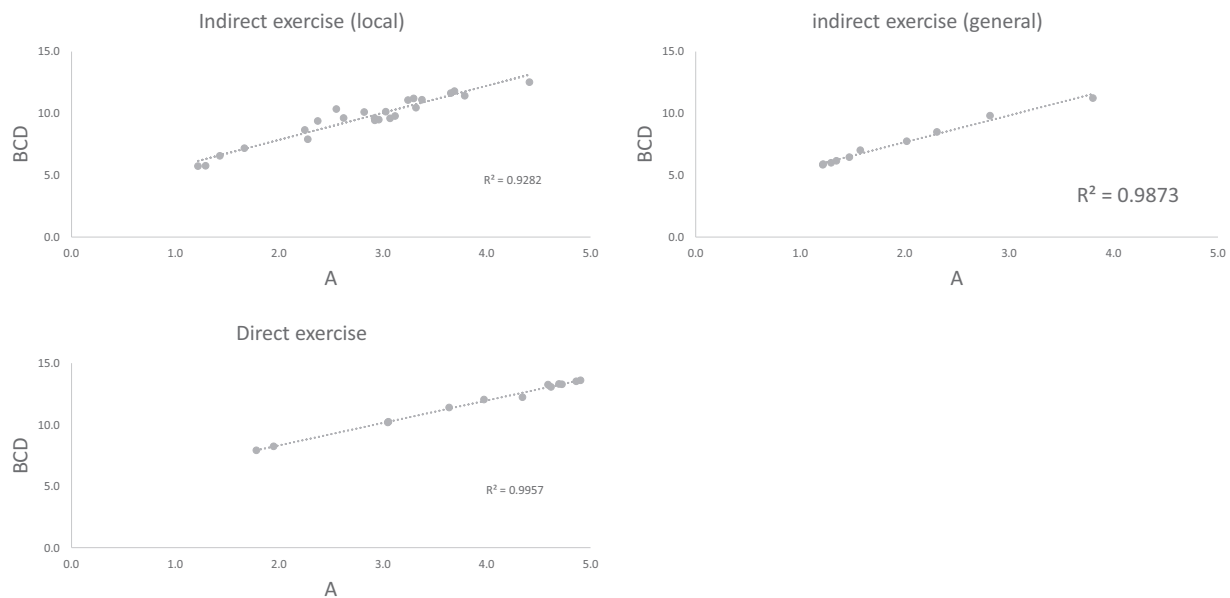 Indirect exercise (local)
15.0
10.0
5.0
0.0
BCD
R² = 0.9282
0.0 1.0 2.0 3.0 4.0 5.0
A
indirect exercise (general)
15.0
10.0
5.0
0.0
BCD
R² = 0.9873
0.0 1.0 2.0 3.0 4.0 5.0
A
Direct exercise
15.0
10.0
5.0
0.0
BCD
R² = 0.9957
0.0 1.0 2.0 3.0 4.0 5.0
A